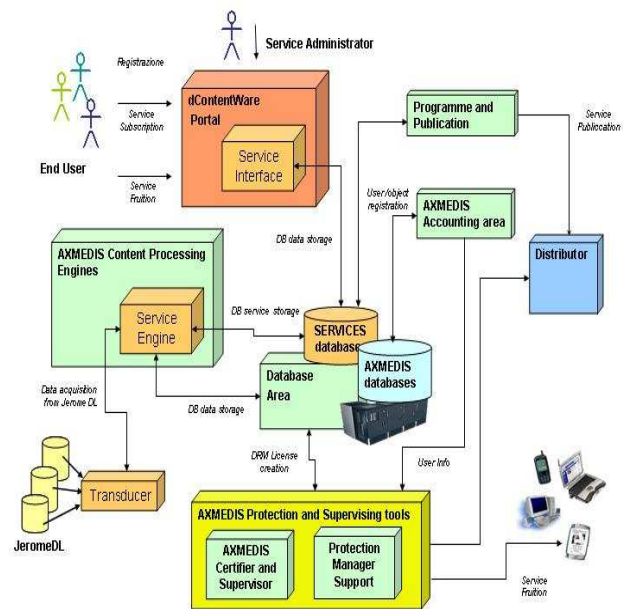 Service Administrator
Registrazione
dContentWare
Portal
Programme and
Publication
Service
Publiccation
Service
Subscription
Service
Interface
End User
Service
Fruition
User/object
registration
AXMEDIS
Accounting area
DB data storage
Distributor
AXMEDIS Content Processing
Engines
DB service storage
Service
Engine
SERVICES
database
AXMEDIS
databases
Database
Area
Data acquisition
from Jerome DL
DB data storage
DRM License
creation
User Info
Transducer
JeromeDL
AXMEDIS Protection and Supervising tools
AXMEDIS
Certifier and
Supervisor
Protection
Manager
Support
Service
Fruition